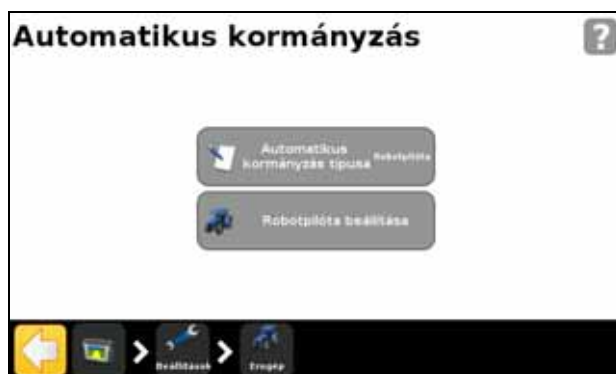 Automatikus kormányzás
?
Automatikus
kormányzás típusa Robotpilóta
Robotpilóta beállítása
Beállítások
Erőgép